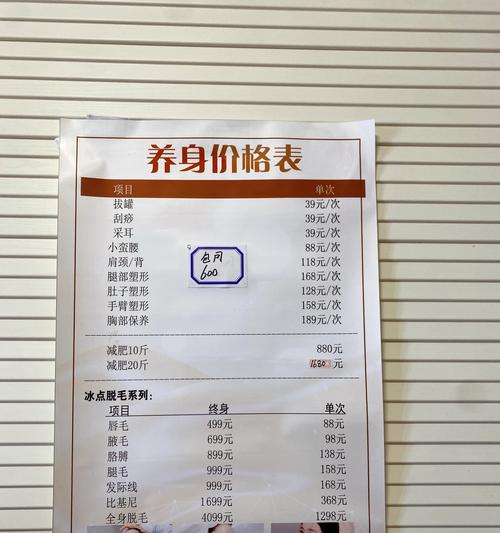 养身价格表
项目 单次
拔罐 39元/次
刮痧 39元/次
采耳 39元/次
小蛮腰 88元/次
肩颈/背 118元/次
腿部塑形 168元/次
肚子塑形 128元/次
手臂塑形 158元/次
胸部保养 189元/次
包月
600
减肥10斤 880元
减肥20斤 1680元
冰点脱毛系列：
项目 终身 单次
唇毛 499元 88元
腋毛 699元 98元
胳膊 899元 138元
腿毛 999元 158元
发际线 999元 168元
比基尼 1699元 368元
全身脱毛 4099元 1298元